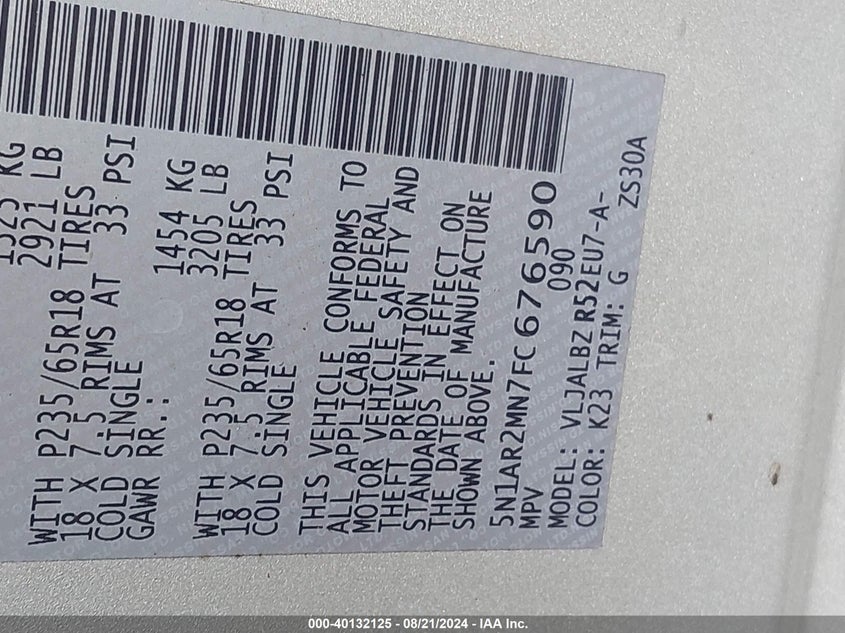 1325 KG
2921 LB
WITH P235/65R18 TIRES
18 X 7.5 RIMS AT 33 PSI
COLD SINGLE
GAWR RR.:
1454 KG
3205 LB
WITH P235/65R18 TIRES
18 X 7.5 RIMS AT 33 PSI
COLD SINGLE
THIS VEHICLE CONFORMS TO
ALL APPLICABLE FEDERAL
MOTOR VEHICLE SAFETY AND
THEFT PREVENTION
STANDARDS IN EFFECT ON
THE DATE OF MANUFACTURE
SHOWN ABOVE.
5N1AR2MN7FC676590
MPV 090
MODEL: VLJALBZ R52EU7-A-
COLOR: K23 TRIM: G ZS30A
000-40132125 - 08/21/2024 - IAA Inc.